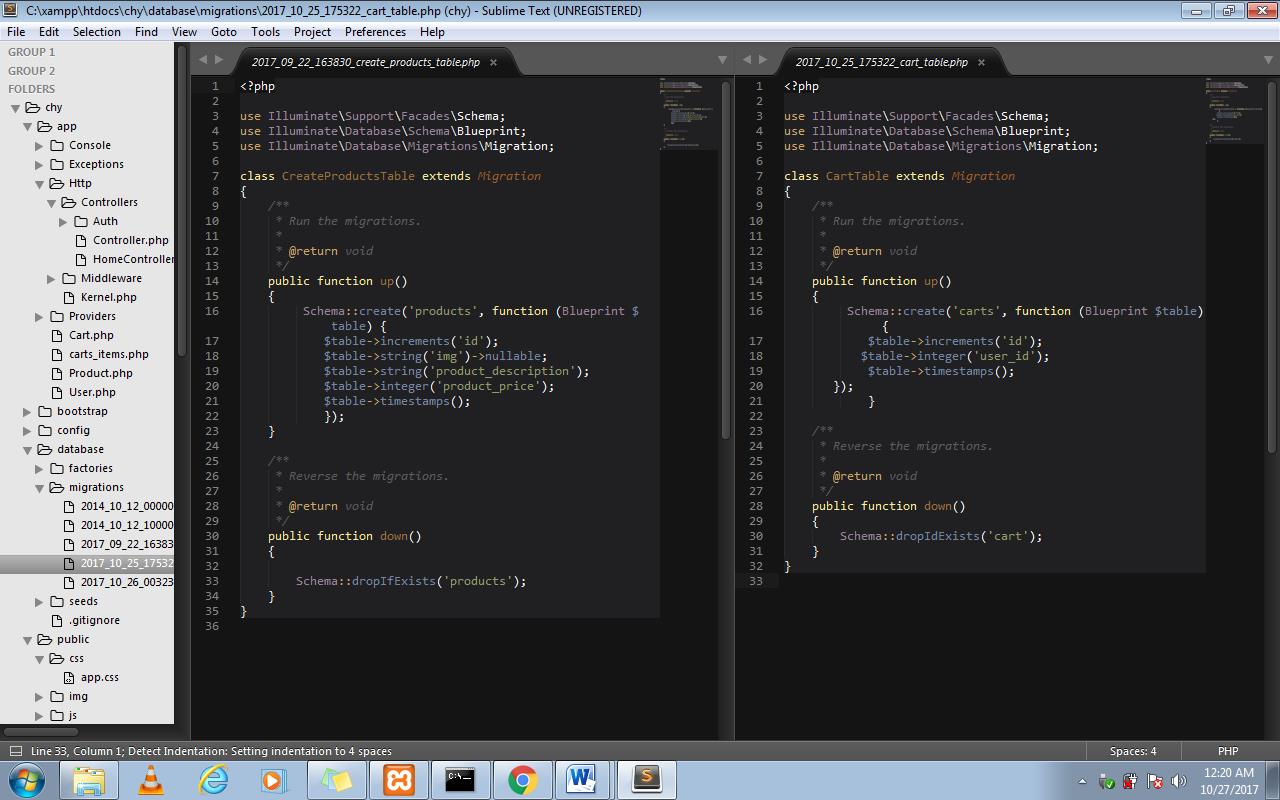 C:\xampp\htdocs\chy\database\migrations\2017_10_25_175322_cart_table.php (chy) - Sublime Text (UNREGISTERED)
File Edit Selection Find View Goto Tools Project Preferences Help
GROUP 1
GROUP 2
FOLDERS
chy
app
Console
Exceptions
Http
Controllers
Auth
Controller.php
HomeController
Middleware
Kernel.php
Providers
Cart.php
carts_items.php
Product.php
User.php
bootstrap
config
database
factories
migrations
2014_10_12_00000
2014_10_12_10000
2017_09_22_16383
2017_10_25_17532
2017_10_26_00323
seeds
.gitignore
public
css
app.css
img
js
2017_09_22_163830_create_products_table.php ×
1 <?php
2
3 use Illuminate\Support\Facades\Schema;
4 use Illuminate\Database\Schema\Blueprint;
5 use Illuminate\Database\Migrations\Migration;
6
7 class CreateProductsTable extends Migration
8 {
9 /**
10 * Run the migrations.
11 *
12 * @return void
13 */
14 public function up()
15 {
16 Schema::create('products', function (Blueprint $
table) {
17 $table->increments('id');
18 $table->string('img')->nullable;
19 $table->string('product_description');
20 $table->integer('product_price');
21 $table->timestamps();
22 });
23 }
24
25 /**
26 * Reverse the migrations.
27 *
28 * @return void
29 */
30 public function down()
31 {
32
33 Schema::dropIfExists('products');
34 }
35 }
36
2017_10_25_175322_cart_table.php ×
1 <?php
2
3 use Illuminate\Support\Facades\Schema;
4 use Illuminate\Database\Schema\Blueprint;
5 use Illuminate\Database\Migrations\Migration;
6
7 class CartTable extends Migration
8 {
9 /**
10 * Run the migrations.
11 *
12 * @return void
13 */
14 public function up()
15 {
16 Schema::create('carts', function (Blueprint $table)
{
17 $table->increments('id');
18 $table->integer('user_id');
19 $table->timestamps();
20 });
21 }
22
23 /**
24 * Reverse the migrations.
25 *
26 * @return void
27 */
28 public function down()
29 {
30 Schema::dropIdExists('cart');
31 }
32 }
33
Line 33, Column 1; Detect Indentation: Setting indentation to 4 spaces
Spaces: 4
PHP
12:20 AM
10/27/2017